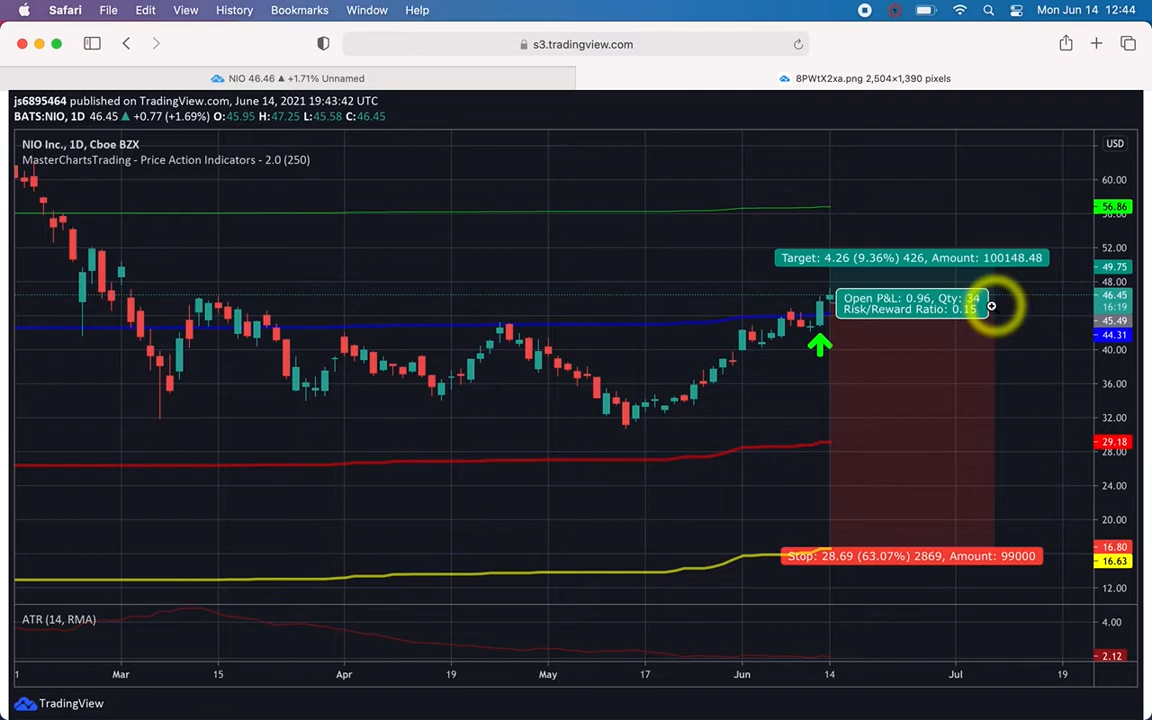 Safari File Edit View History Bookmarks Window Help Mon Jun 14 12:44
s3.tradingview.com
NIO 46.46 ▲ +1.71% Unnamed 8PWtX2xa.png 2,504×1,390 pixels
js6895464 published on TradingView.com, June 14, 2021 19:43:42 UTC
BATS:NIO, 1D 46.45 ▲ +0.77 (+1.69%) O:45.95 H:47.25 L:45.58 C:46.45
NIO Inc., 1D, Cboe BZX
MasterChartsTrading - Price Action Indicators - 2.0 (250)
USD
60.00
56.86
52.00
Target: 4.26 (9.36%) 426, Amount: 100148.48
49.75
48.00
Open P&L: 0.96, Qty: 34
Risk/Reward Ratio: 0.15
46.45
16:19
45.49
44.31
40.00
36.00
32.00
29.18
28.00
24.00
20.00
16.80
Stop: 28.69 (63.07%) 2869, Amount: 99000
16.63
12.00
ATR (14, RMA)
4.00
2.12
1 Mar 15 Apr 19 May 17 Jun 14 Jul 19
TradingView